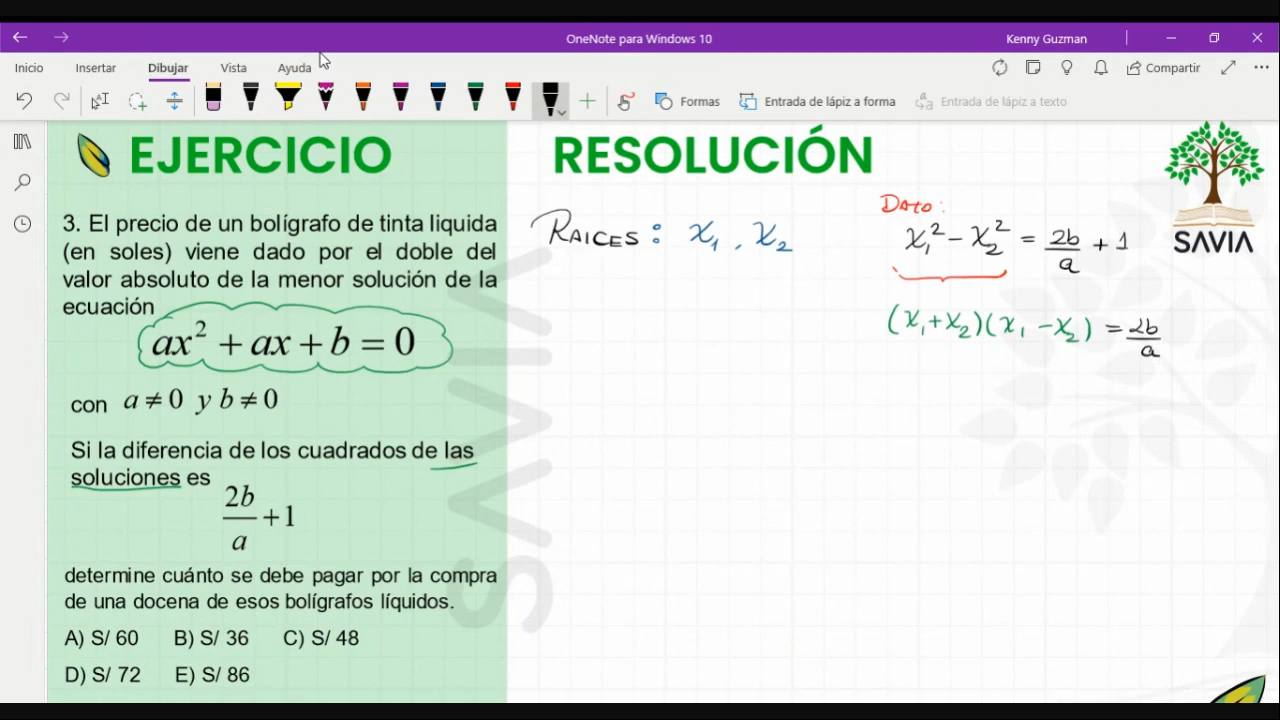 OneNote para Windows 10
Kenny Guzman
Inicio Insertar Dibujar Vista Ayuda
Compartir
Formas Entrada de lápiz a forma Entrada de lápiz a texto
EJERCICIO
3. El precio de un bolígrafo de tinta liquida
(en soles) viene dado por el doble del
valor absoluto de la menor solución de la
ecuación
ax² + ax + b = 0
con a ≠ 0 y b ≠ 0
Si la diferencia de los cuadrados de las
soluciones es
2b/a + 1
determine cuánto se debe pagar por la compra
de una docena de esos bolígrafos líquidos.
A) S/ 60 B) S/ 36 C) S/ 48
D) S/ 72 E) S/ 86
RESOLUCIÓN
RAICES: x₁, x₂
DATO:
x₁² - x₂² = 2b/a + 1
(x₁+x₂)(x₁-x₂) = 2b/a
SAVIA
SAVIA